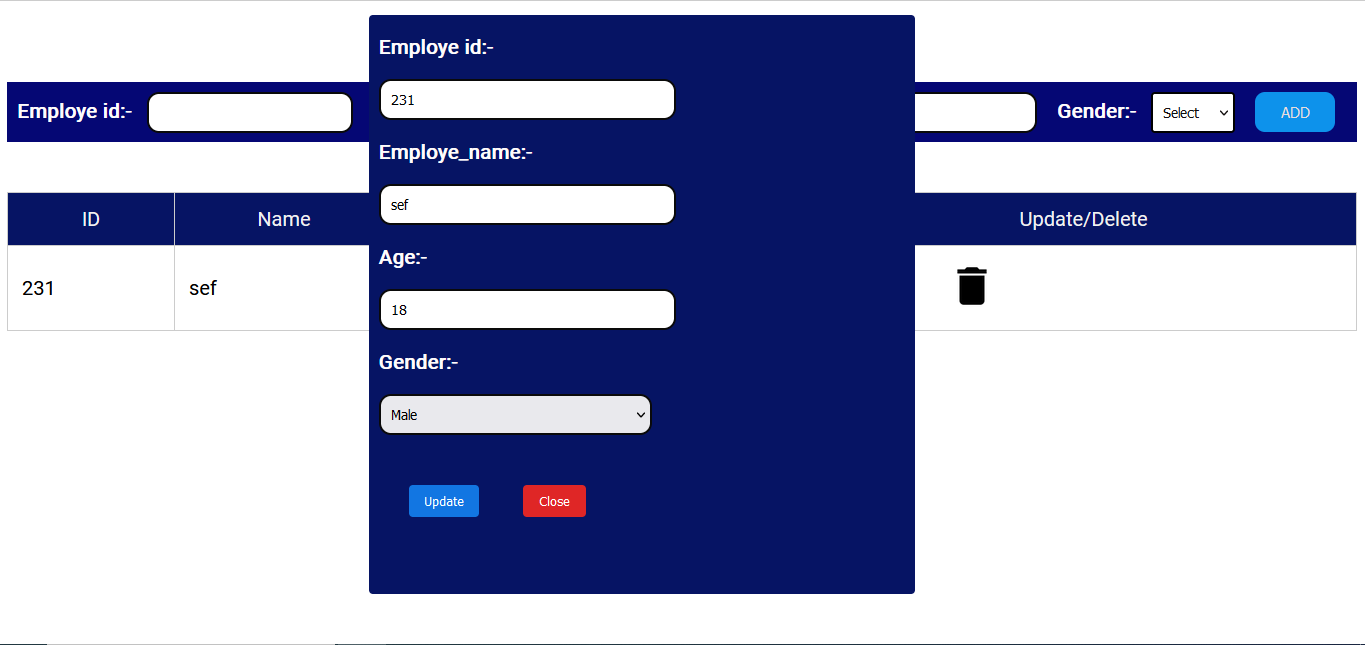 Employe id:-
231
Employe id:-
Gender:-
Select
ADD
Employe_name:-
sef
ID
Name
Update/Delete
Age:-
231
sef
18
Gender:-
Male
Update
Close